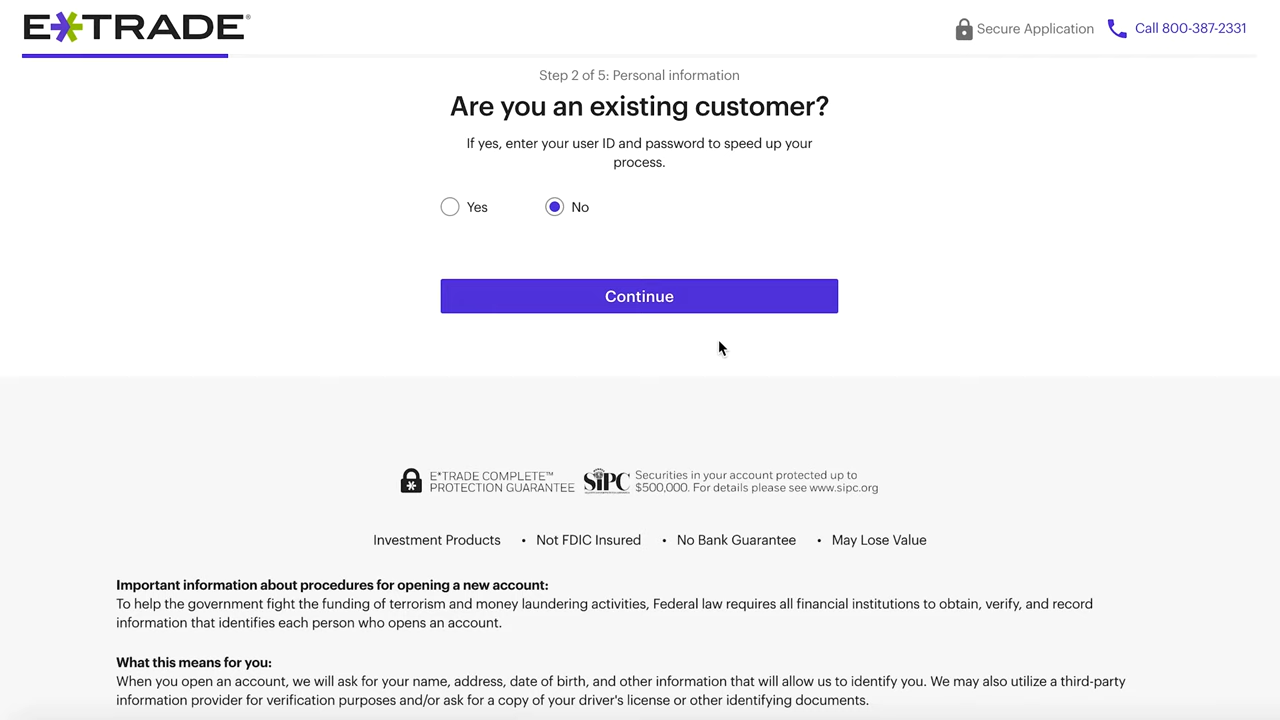 E*TRADE®
Secure Application
Call 800-387-2331
Step 2 of 5: Personal information
Are you an existing customer?
If yes, enter your user ID and password to speed up your
process.
Yes
No
Continue
E*TRADE COMPLETE™
PROTECTION GUARANTEE
SIPC
Securities in your account protected up to
$500,000. For details please see www.sipc.org
Investment Products • Not FDIC Insured • No Bank Guarantee • May Lose Value
Important information about procedures for opening a new account:
To help the government fight the funding of terrorism and money laundering activities, Federal law requires all financial institutions to obtain, verify, and record
information that identifies each person who opens an account.
What this means for you:
When you open an account, we will ask for your name, address, date of birth, and other information that will allow us to identify you. We may also utilize a third-party
information provider for verification purposes and/or ask for a copy of your driver's license or other identifying documents.